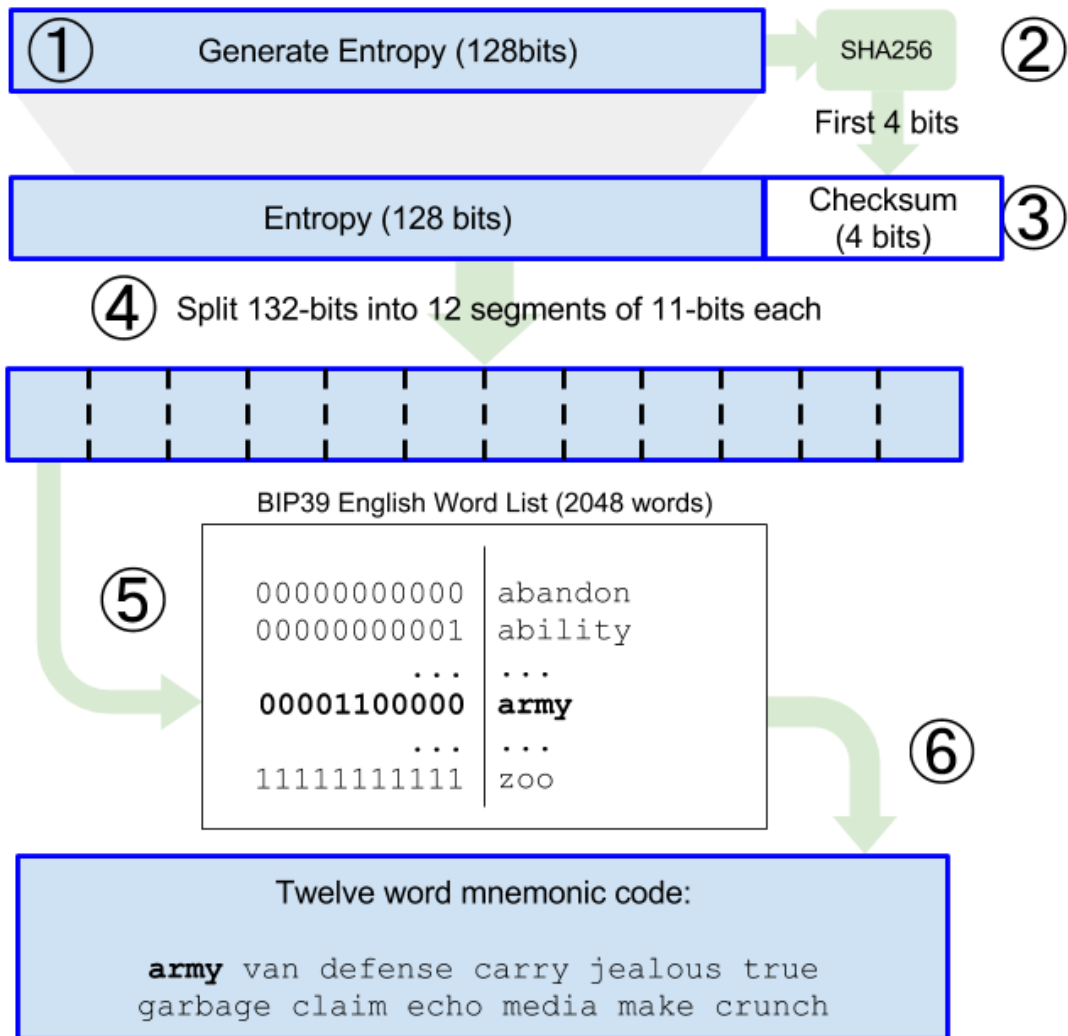 ① Generate Entropy (128bits) SHA256 ②
First 4 bits
Entropy (128 bits) Checksum
(4 bits) ③
④ Split 132-bits into 12 segments of 11-bits each
BIP39 English Word List (2048 words)
⑤
00000000000 abandon
00000000001 ability
... ...
00001100000 army
... ...
11111111111 zoo
⑥
Twelve word mnemonic code:
army van defense carry jealous true
garbage claim echo media make crunch